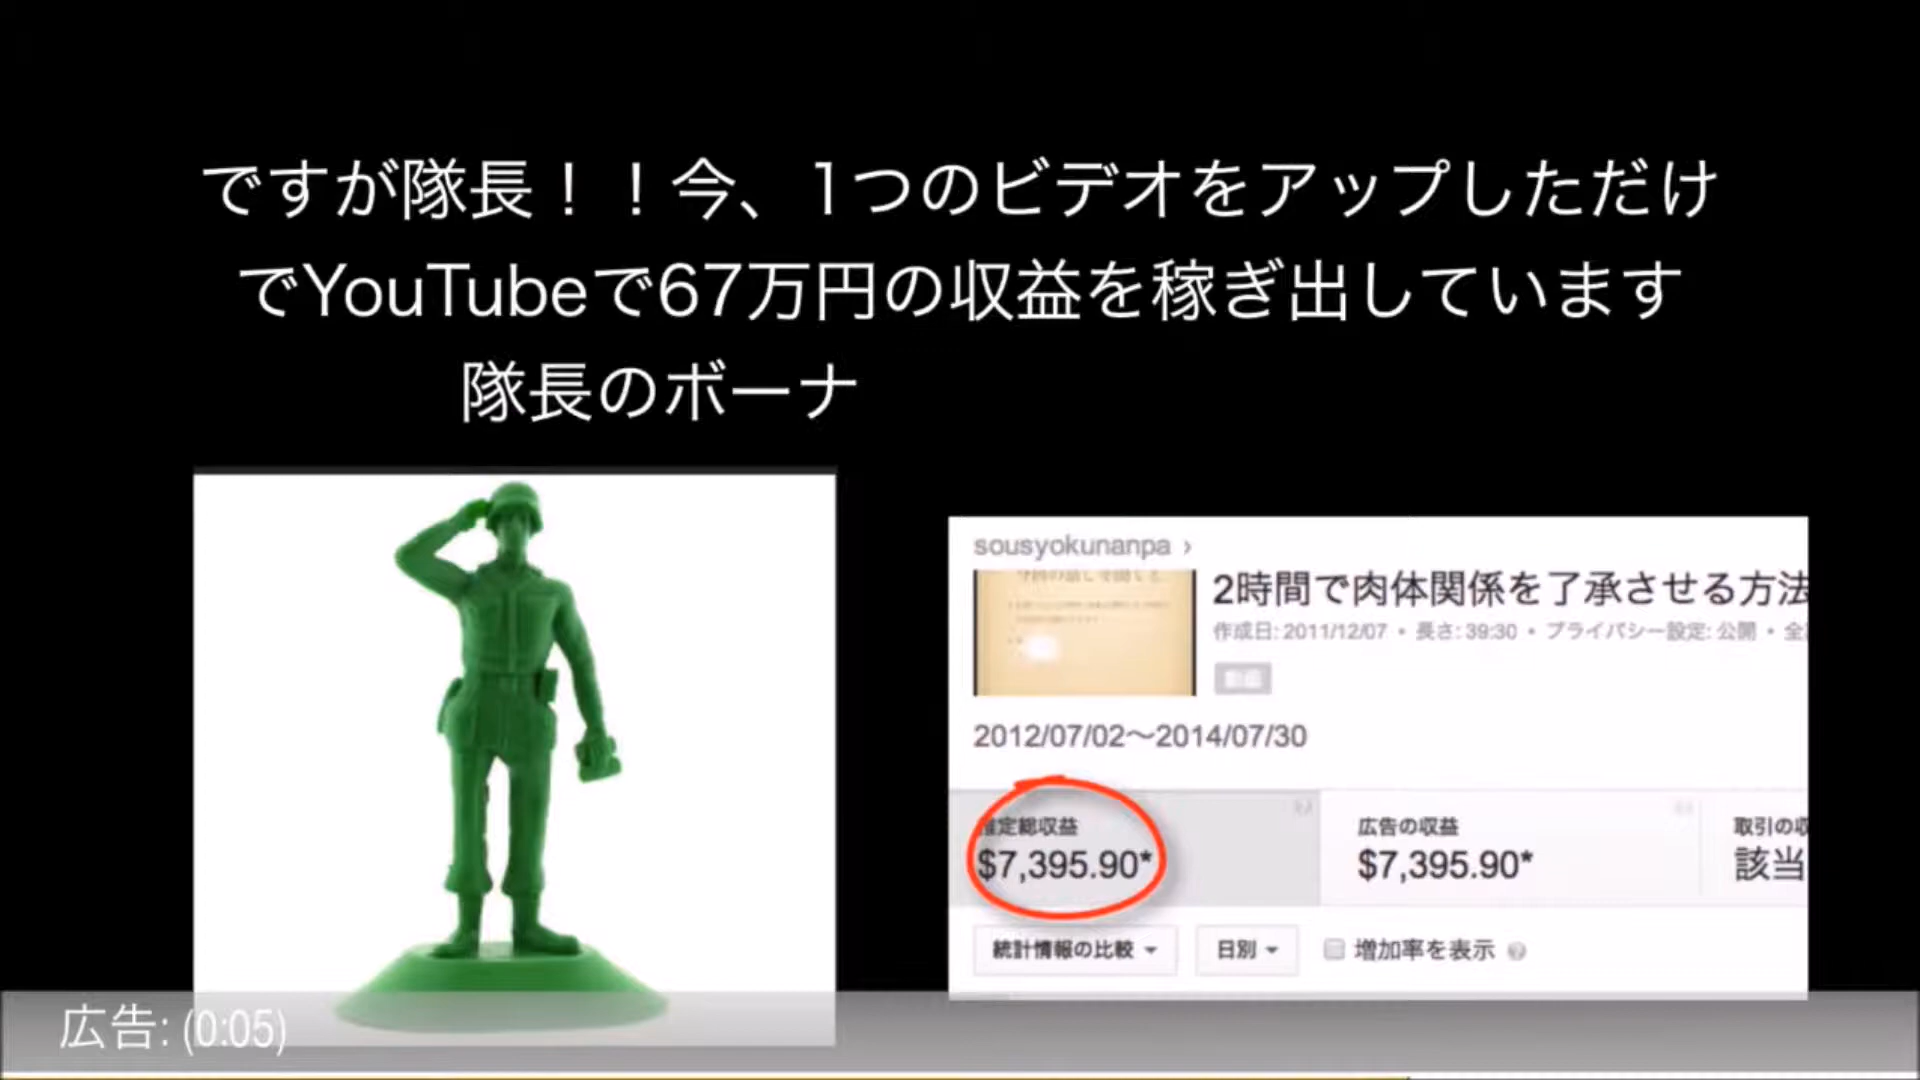 ですが隊長！！今、1つのビデオをアップしただけ
でYouTubeで67万円の収益を稼ぎ出しています
隊長のボーナ
sousyokunanpa ›
2時間で肉体関係を了承させる方法
作成日: 2011/12/07 • 長さ: 39:30 • プライバシー設定: 公開 • 全
2012/07/02～2014/07/30
推定総収益
$7,395.90*
広告の収益
$7,395.90*
取引の収
該当
統計情報の比較
日別
増加率を表示
広告: (0:05)